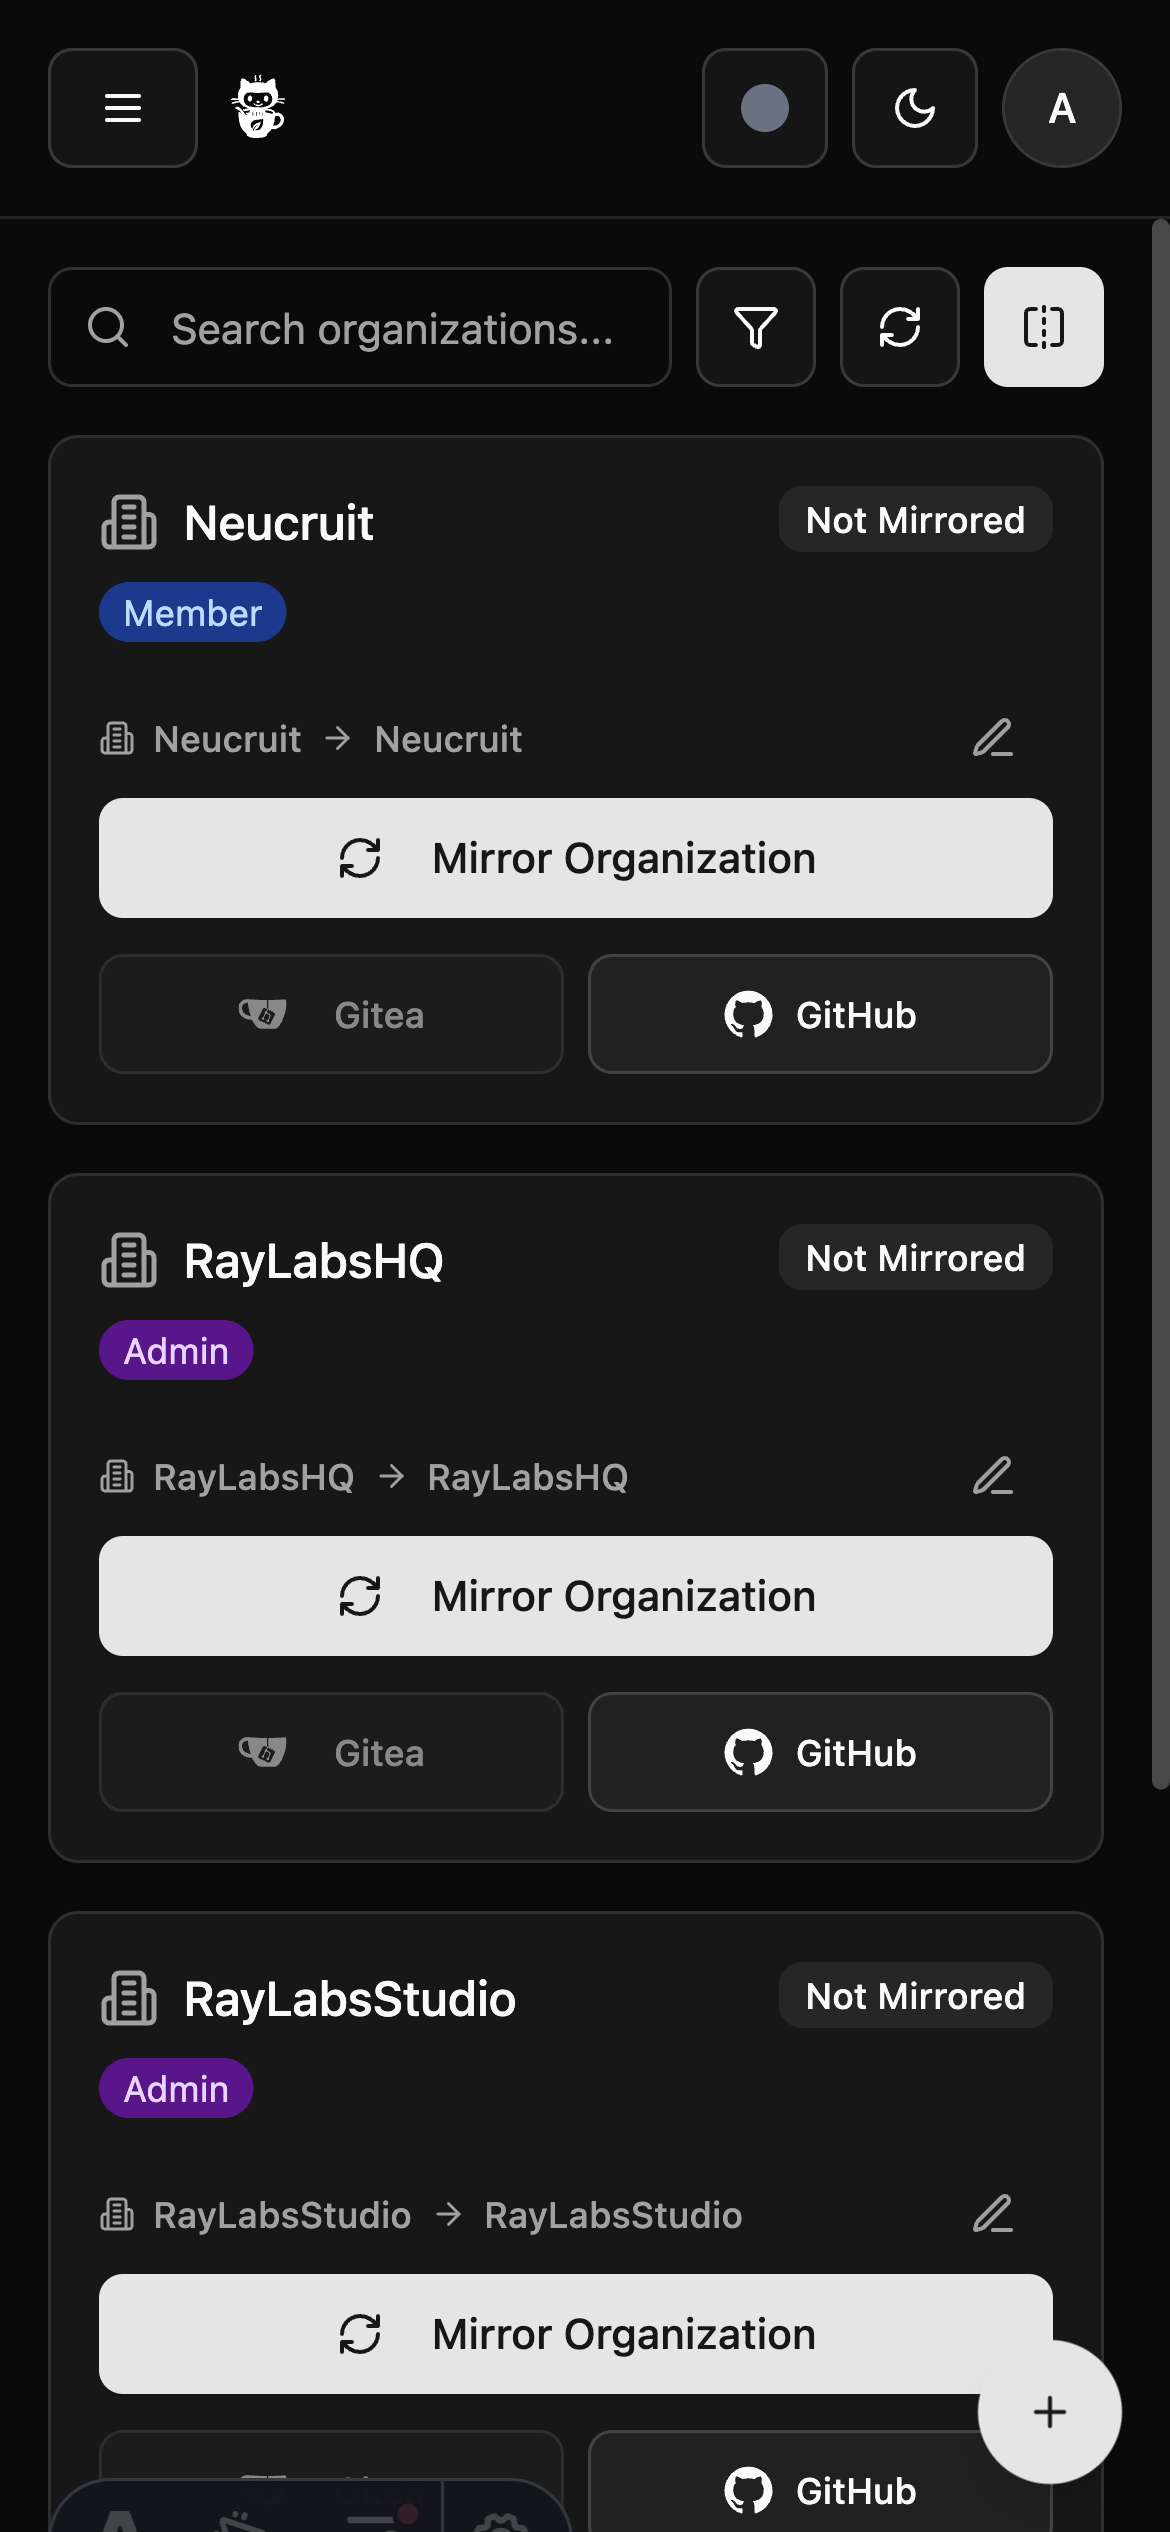 A
Search organizations...
Neucruit
Not Mirrored
Member
Neucruit → Neucruit
Mirror Organization
Gitea
GitHub
RayLabsHQ
Not Mirrored
Admin
RayLabsHQ → RayLabsHQ
Mirror Organization
Gitea
GitHub
RayLabsStudio
Not Mirrored
Admin
RayLabsStudio → RayLabsStudio
Mirror Organization
GitHub